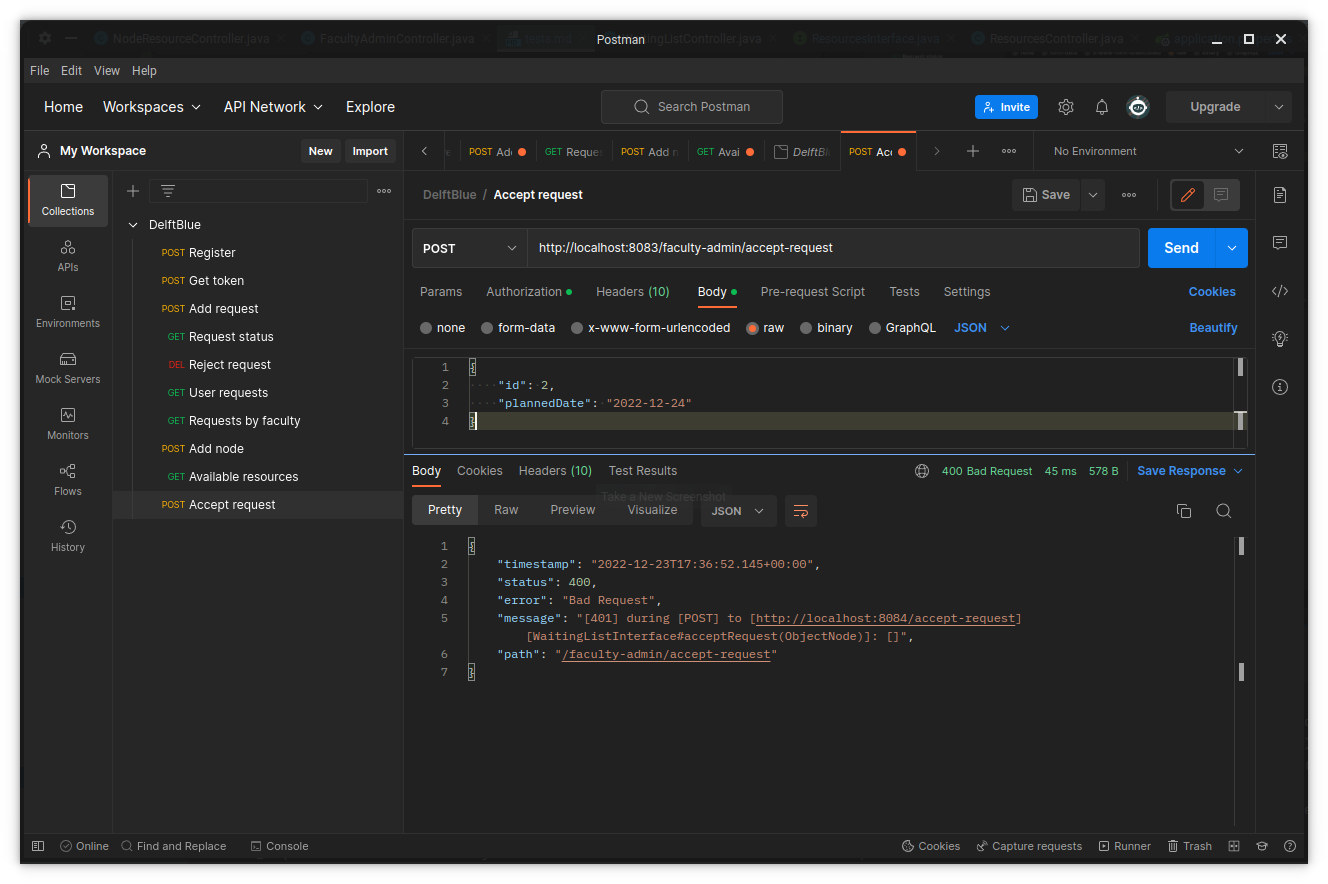 NodeResourceController.java
FacultyAdminController.java
tests.md
Postman
ngListController.java
ResourcesInterface.java
ResourcesController.java
File Edit View Help
Home Workspaces API Network Explore
Search Postman
Invite
Upgrade
My Workspace
New
Import
POST Ad
GET Reque
POST Add r
GET Avai
DelftBl
POST Acc
No Environment
Collections
APIs
Environments
Mock Servers
Monitors
Flows
History
DelftBlue
POST Register
POST Get token
POST Add request
GET Request status
DEL Reject request
GET User requests
GET Requests by faculty
POST Add node
GET Available resources
POST Accept request
DelftBlue / Accept request
Save
POST
http://localhost:8083/faculty-admin/accept-request
Send
Params Authorization Headers (10) Body Pre-request Script Tests Settings Cookies
none form-data x-www-form-urlencoded raw binary GraphQL JSON Beautify
1 {
2 "id": 2,
3 "plannedDate": "2022-12-24"
4 }
Body Cookies Headers (10) Test Results
400 Bad Request 45 ms 578 B Save Response
Take a New Screenshot
Pretty Raw Preview Visualize JSON
1 {
2 "timestamp": "2022-12-23T17:36:52.145+00:00",
3 "status": 400,
4 "error": "Bad Request",
5 "message": "[401] during [POST] to [http://localhost:8084/accept-request]
[WaitingListInterface#acceptRequest(ObjectNode)]: []",
6 "path": "/faculty-admin/accept-request"
7 }
Online Find and Replace Console
Cookies Capture requests Runner Trash